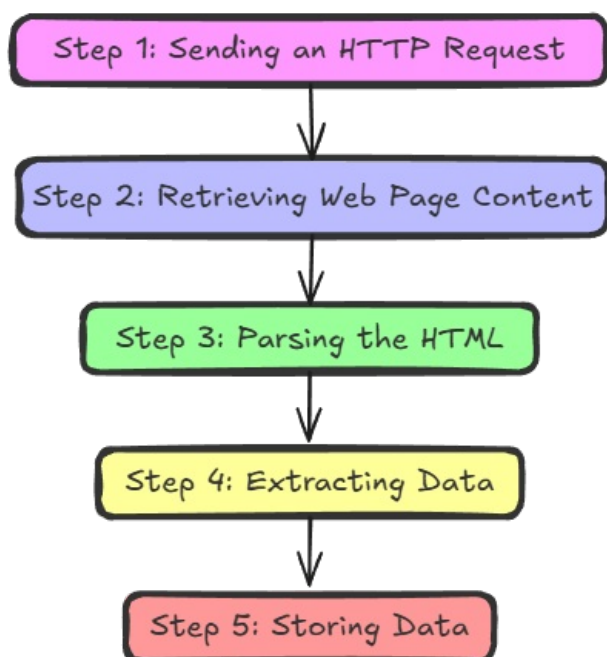 Step 1: Sending an HTTP Request
Step 2: Retrieving Web Page Content
Step 3: Parsing the HTML
Step 4: Extracting Data
Step 5: Storing Data